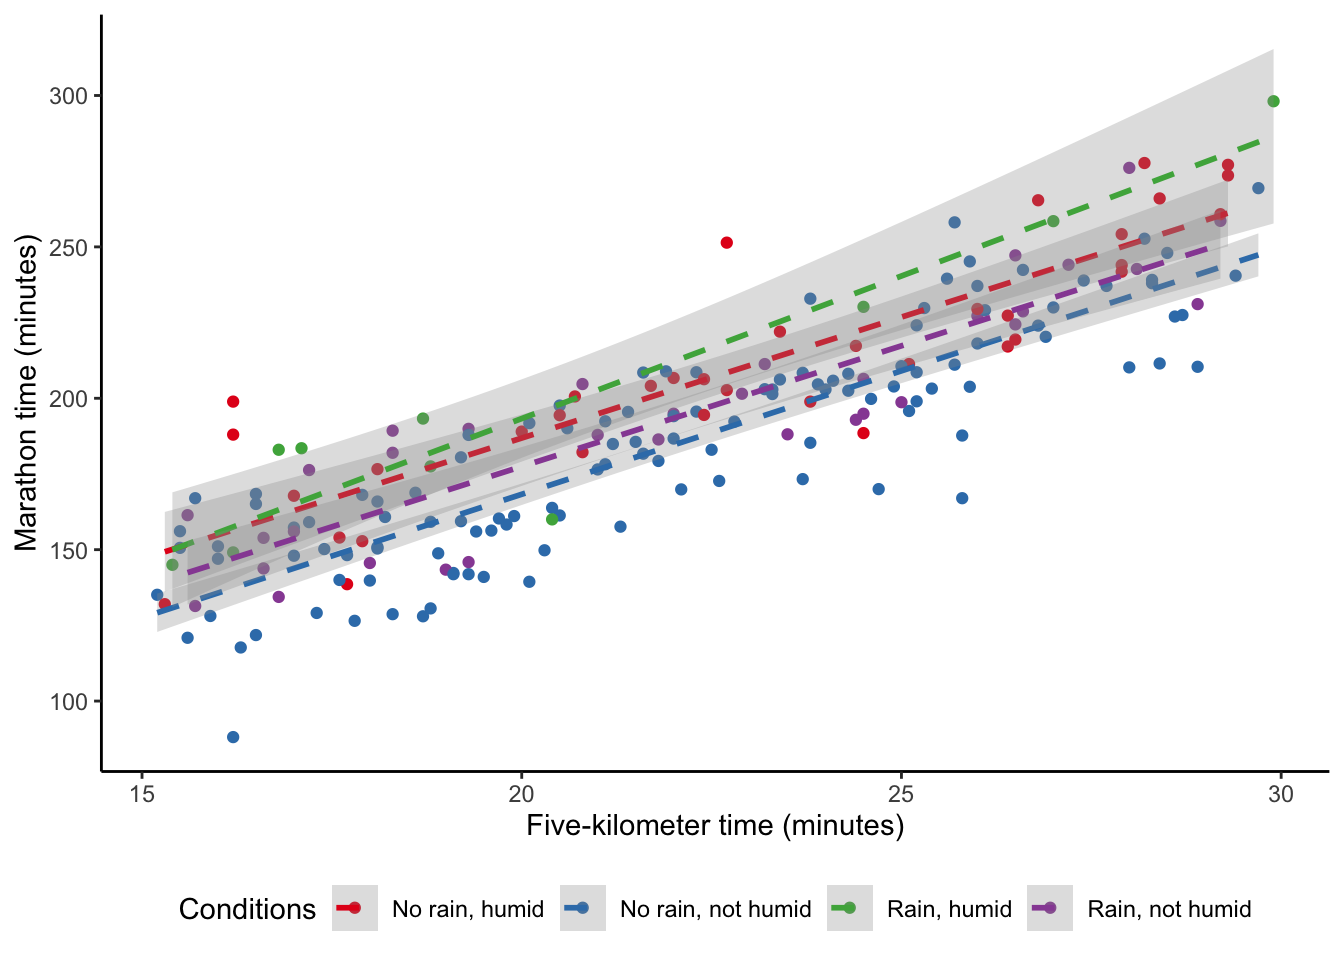 300
250
200
150
100
Marathon time (minutes)
15 20 25 30
Five-kilometer time (minutes)
Conditions No rain, humid No rain, not humid Rain, humid Rain, not humid